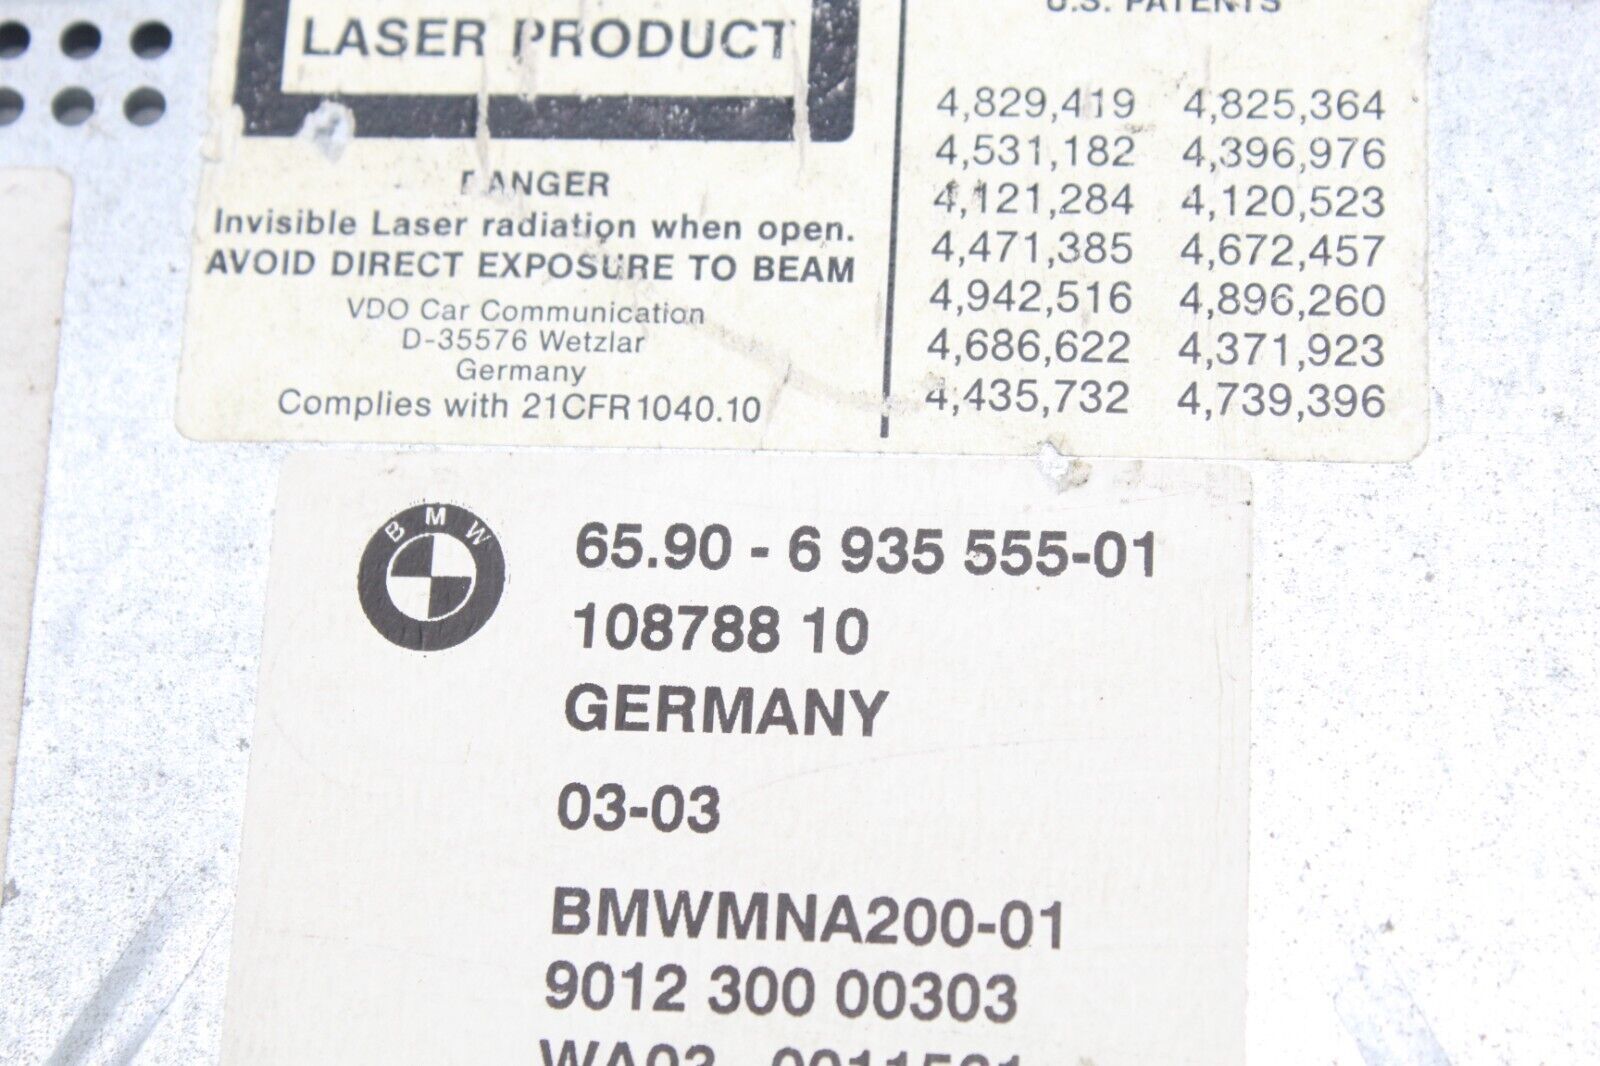 LASER PRODUCT
DANGER
Invisible Laser radiation when open.
AVOID DIRECT EXPOSURE TO BEAM
VDO Car Communication
D-35576 Wetzlar
Germany
Complies with 21CFR1040.10
U.S. PATENTS
4,829,419 4,825,364
4,531,182 4,396,976
4,121,284 4,120,523
4,471,385 4,672,457
4,942,516 4,896,260
4,686,622 4,371,923
4,435,732 4,739,396
BMW
65.90 - 6 935 555-01
108788 10
GERMANY
03-03
BMWMNA200-01
9012 300 00303
WA03